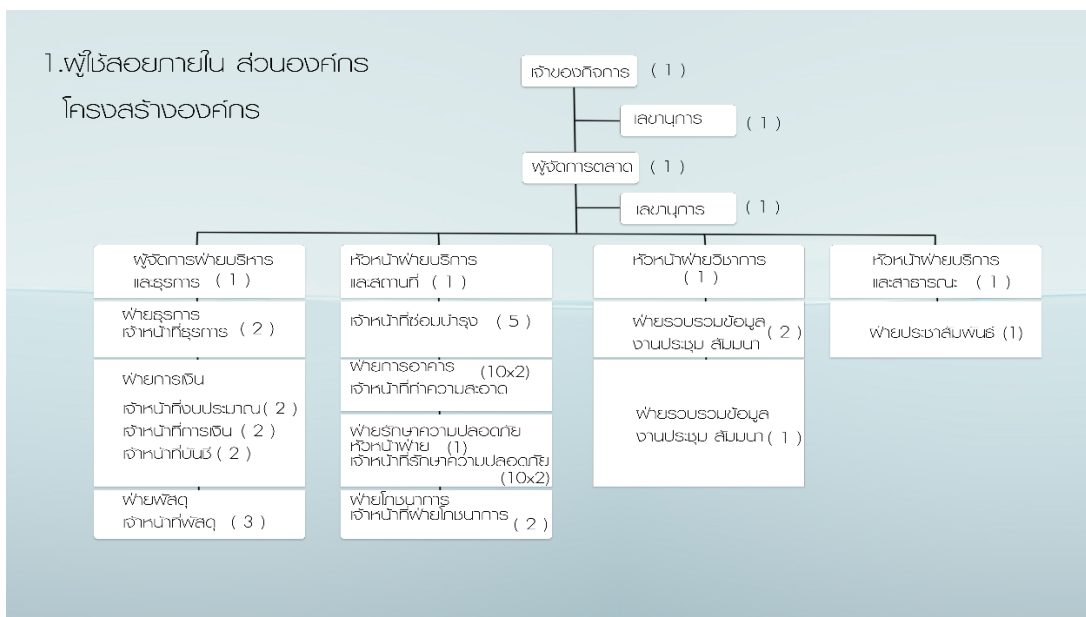 1.ผู้ใช้สอยภายใน ส่วนองค์กร
โครงสร้างองค์กร
เจ้าของกิจการ ( 1 )
เลขานุการ ( 1 )
ผู้จัดการตลาด ( 1 )
เลขานุการ ( 1 )
ผู้จัดการฝ่ายบริหาร
และธุรการ ( 1 )
ฝ่ายธุรการ
เจ้าหน้าที่ธุรการ ( 2 )
ฝ่ายการเงิน
เจ้าหน้าที่งบประมาณ( 2 )
เจ้าหน้าที่การเงิน ( 2 )
เจ้าหน้าที่บันชี ( 2 )
ฝ่ายพัสดุ
เจ้าหน้าที่พัสดุ ( 3 )
หัวหน้าฝ่ายบริการ
และสถานที่ ( 1 )
เจ้าหน้าที่ซ่อมบำรุง ( 5 )
ฝ่ายการอาคาร (10x2)
เจ้าหน้าที่ทำความสะอาด
ฝ่ายรักษาความปลอดภัย
หัวหน้าฝ่าย (1)
เจ้าหน้าที่รักษาความปลอดภัย
(10x2)
ฝ่ายโภชนาการ
เจ้าหน้าที่ฝ่ายโภชนาการ ( 2 )
หัวหน้าฝ่ายวิชาการ
( 1 )
ฝ่ายรวบรวมข้อมูล
งานประชุม สัมมนา ( 2 )
ฝ่ายรวบรวมข้อมูล
งานประชุม สัมมนา ( 1 )
หัวหน้าฝ่ายบริการ
และสาธารณะ ( 1 )
ฝ่ายประชาสัมพันธ์ (1)